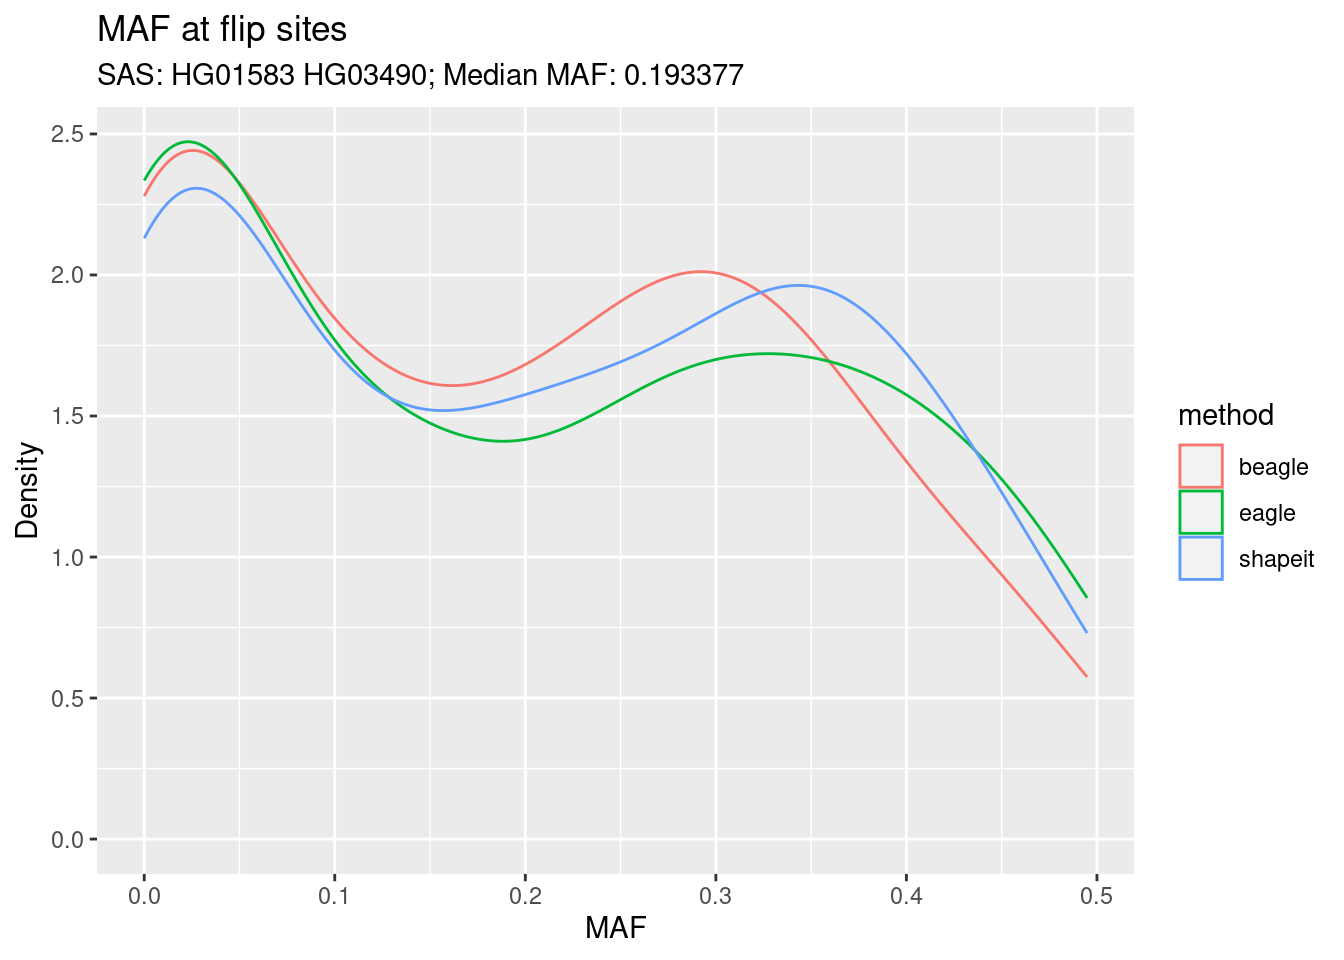 MAF at flip sites
SAS: HG01583 HG03490; Median MAF: 0.193377
2.5
2.0
1.5
1.0
0.5
0.0
Density
0.0 0.1 0.2 0.3 0.4 0.5
MAF
method
beagle
eagle
shapeit